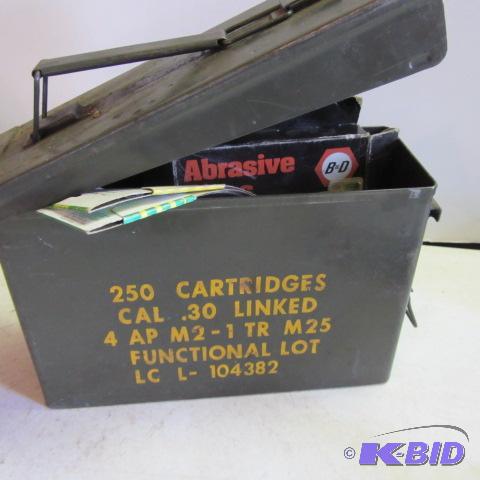 Abrasive
B&D
250 CARTRIDGES
CAL .30 LINKED
4 AP M2-1 TR M25
FUNCTIONAL LOT
LC L- 104382
© K-BID